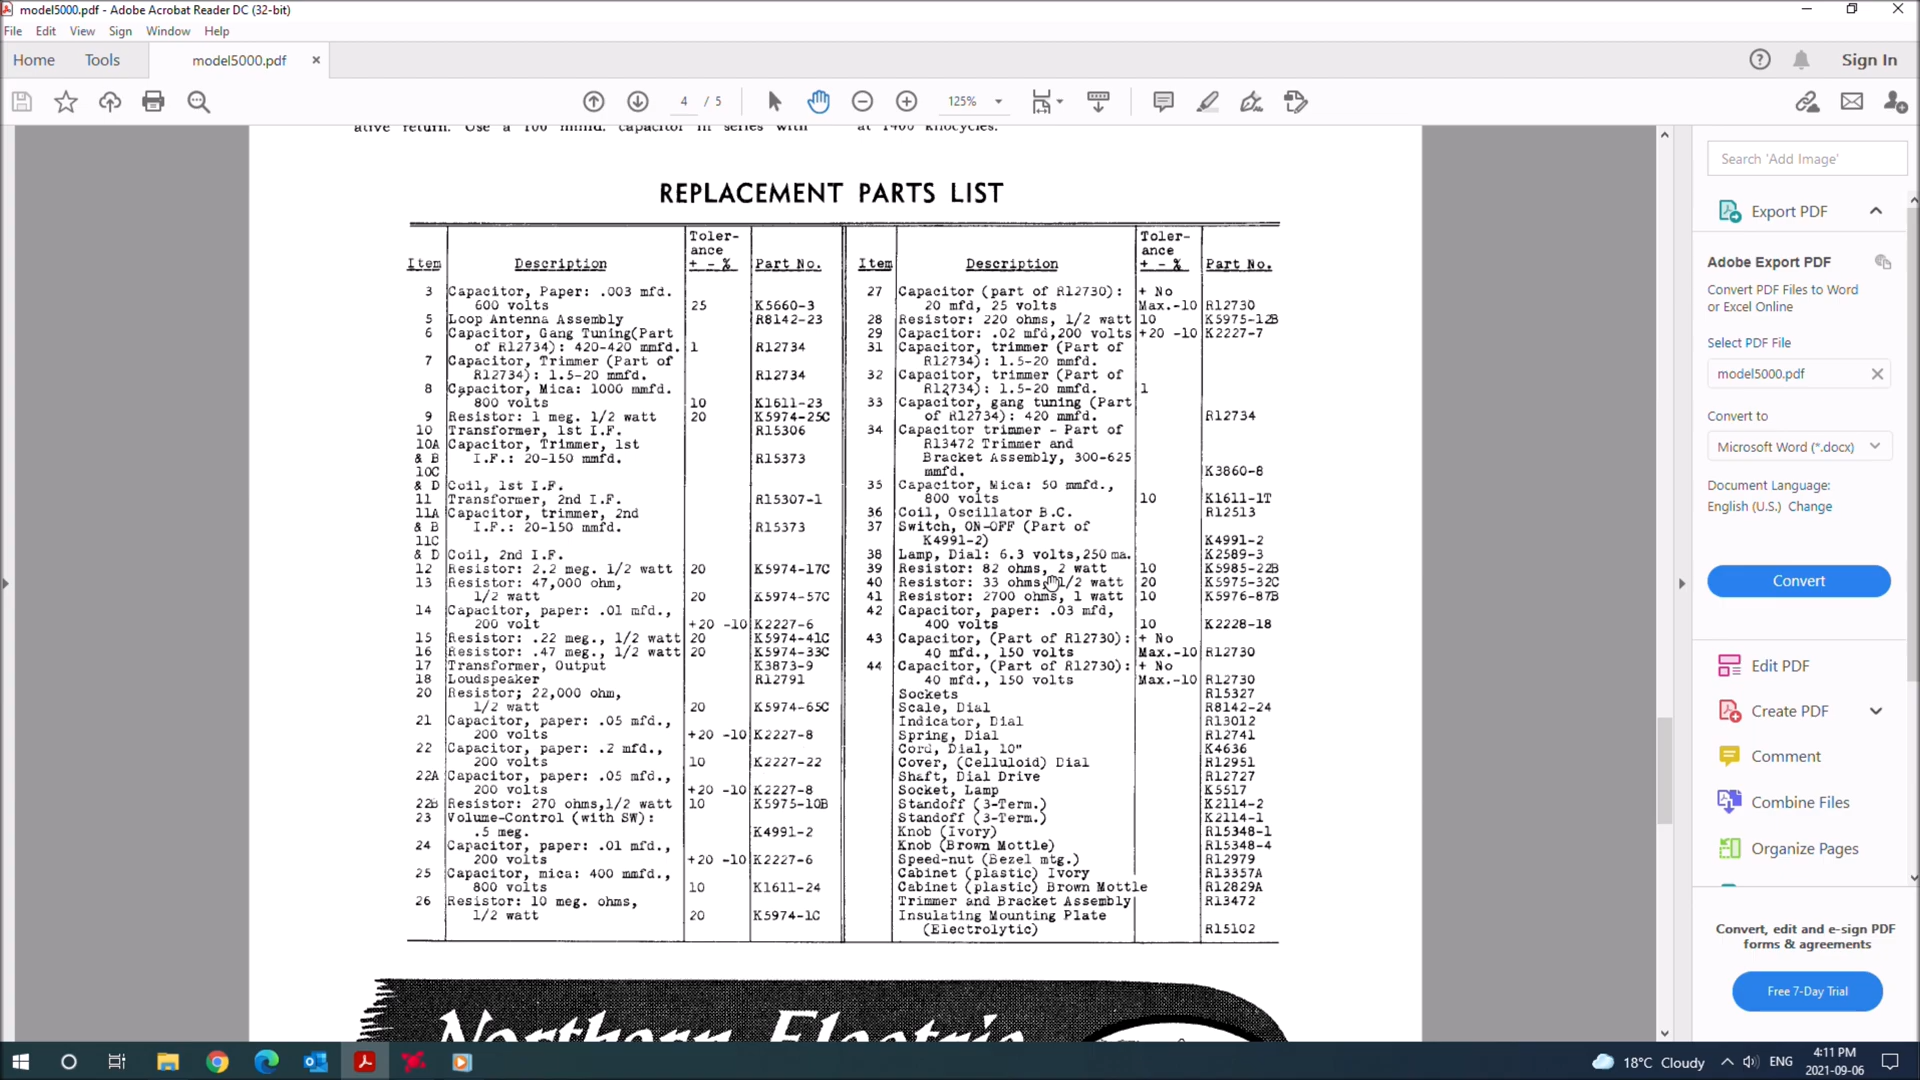 model5000.pdf - Adobe Acrobat Reader DC (32-bit)
File Edit View Sign Window Help
Home Tools model5000.pdf Sign In
4 / 5 125%
ative return. Use a 100 mmfd. capacitor in series with
at 1400 kilocycles.
REPLACEMENT PARTS LIST
Item Description Toler-ance + - % Part No.
3 Capacitor, Paper: .003 mfd.
600 volts 25 K5660-3
5 Loop Antenna Assembly R8142-23
6 Capacitor, Gang Tuning(Part
of R12734): 420-420 mmfd. 1 R12734
7 Capacitor, Trimmer (Part of
R12734): 1.5-20 mmfd. R12734
8 Capacitor, Mica: 1000 mmfd.
800 volts 10 K1611-23
9 Resistor: 1 meg. 1/2 watt 20 K5974-25C
10 Transformer, 1st I.F. R15306
10A Capacitor, Trimmer, 1st
& B I.F.: 20-150 mmfd. R15373
10C
& D Coil, 1st I.F.
11 Transformer, 2nd I.F. R15307-1
11A Capacitor, trimmer, 2nd
& B I.F.: 20-150 mmfd. R15373
11C
& D Coil, 2nd I.F.
12 Resistor: 2.2 meg. 1/2 watt 20 K5974-17C
13 Resistor: 47,000 ohm,
1/2 watt 20 K5974-57C
14 Capacitor, paper: .01 mfd.,
200 volt +20 -10 K2227-6
15 Resistor: .22 meg., 1/2 watt 20 K5974-41C
16 Resistor: .47 meg., 1/2 watt 20 K5974-33C
17 Transformer, Output K3873-9
18 Loudspeaker R12791
20 Resistor; 22,000 ohm,
1/2 watt 20 K5974-65C
21 Capacitor, paper: .05 mfd.,
200 volts +20 -10 K2227-8
22 Capacitor, paper: .2 mfd.,
200 volts 10 K2227-22
22A Capacitor, paper: .05 mfd.,
200 volts +20 -10 K2227-8
22B Resistor: 270 ohms,1/2 watt 10 K5975-10B
23 Volume-Control (with SW):
.5 meg. K4991-2
24 Capacitor, paper: .01 mfd.,
200 volts +20 -10 K2227-6
25 Capacitor, mica: 400 mmfd.,
800 volts 10 K1611-24
26 Resistor: 10 meg. ohms,
1/2 watt 20 K5974-1C
Item Description Toler-ance + - % Part No.
27 Capacitor (part of R12730): + No
20 mfd, 25 volts Max.-10 R12730
28 Resistor: 220 ohms, 1/2 watt 10 K5975-12B
29 Capacitor: .02 mfd,200 volts +20 -10 K2227-7
31 Capacitor, trimmer (Part of
R12734): 1.5-20 mmfd.
32 Capacitor, trimmer (Part of
R12734): 1.5-20 mmfd. 1
33 Capacitor, gang tuning (Part
of R12734): 420 mmfd. R12734
34 Capacitor trimmer - Part of
R13472 Trimmer and
Bracket Assembly, 300-625
mmfd. K3860-8
35 Capacitor, Mica: 50 mmfd.,
800 volts 10 K1611-1T
36 Coil, Oscillator B.C. R12513
37 Switch, ON-OFF (Part of
K4991-2) K4991-2
38 Lamp, Dial: 6.3 volts,250 ma. K2589-3
39 Resistor: 82 ohms, 2 watt 10 K5985-22B
40 Resistor: 33 ohms, 1/2 watt 20 K5975-32C
41 Resistor: 2700 ohms, 1 watt 10 K5976-87B
42 Capacitor, paper: .03 mfd,
400 volts 10 K2228-18
43 Capacitor, (Part of R12730): + No
40 mfd., 150 volts Max.-10 R12730
44 Capacitor, (Part of R12730): + No
40 mfd., 150 volts Max.-10 R12730
Sockets R15327
Scale, Dial R8142-24
Indicator, Dial R13012
Spring, Dial R12741
Cord, Dial, 10" K4636
Cover, (Celluloid) Dial R12951
Shaft, Dial Drive R12727
Socket, Lamp K5517
Standoff (3-Term.) K2114-2
Standoff (3-Term.) K2114-1
Knob (Ivory) R15348-1
Knob (Brown Mottle) R15348-4
Speed-nut (Bezel mtg.) R12979
Cabinet (plastic) Ivory R13357A
Cabinet (plastic) Brown Mottle R12829A
Trimmer and Bracket Assembly R13472
Insulating Mounting Plate
(Electrolytic) R15102
Northern Electric
Search 'Add Image'
Export PDF
Adobe Export PDF
Convert PDF Files to Word
or Excel Online
Select PDF File
model5000.pdf
Convert to
Microsoft Word (*.docx)
Document Language:
English (U.S.) Change
Convert
Edit PDF
Create PDF
Comment
Combine Files
Organize Pages
Convert, edit and e-sign PDF
forms & agreements
Free 7-Day Trial
18°C Cloudy ENG 4:11 PM
2021-09-06